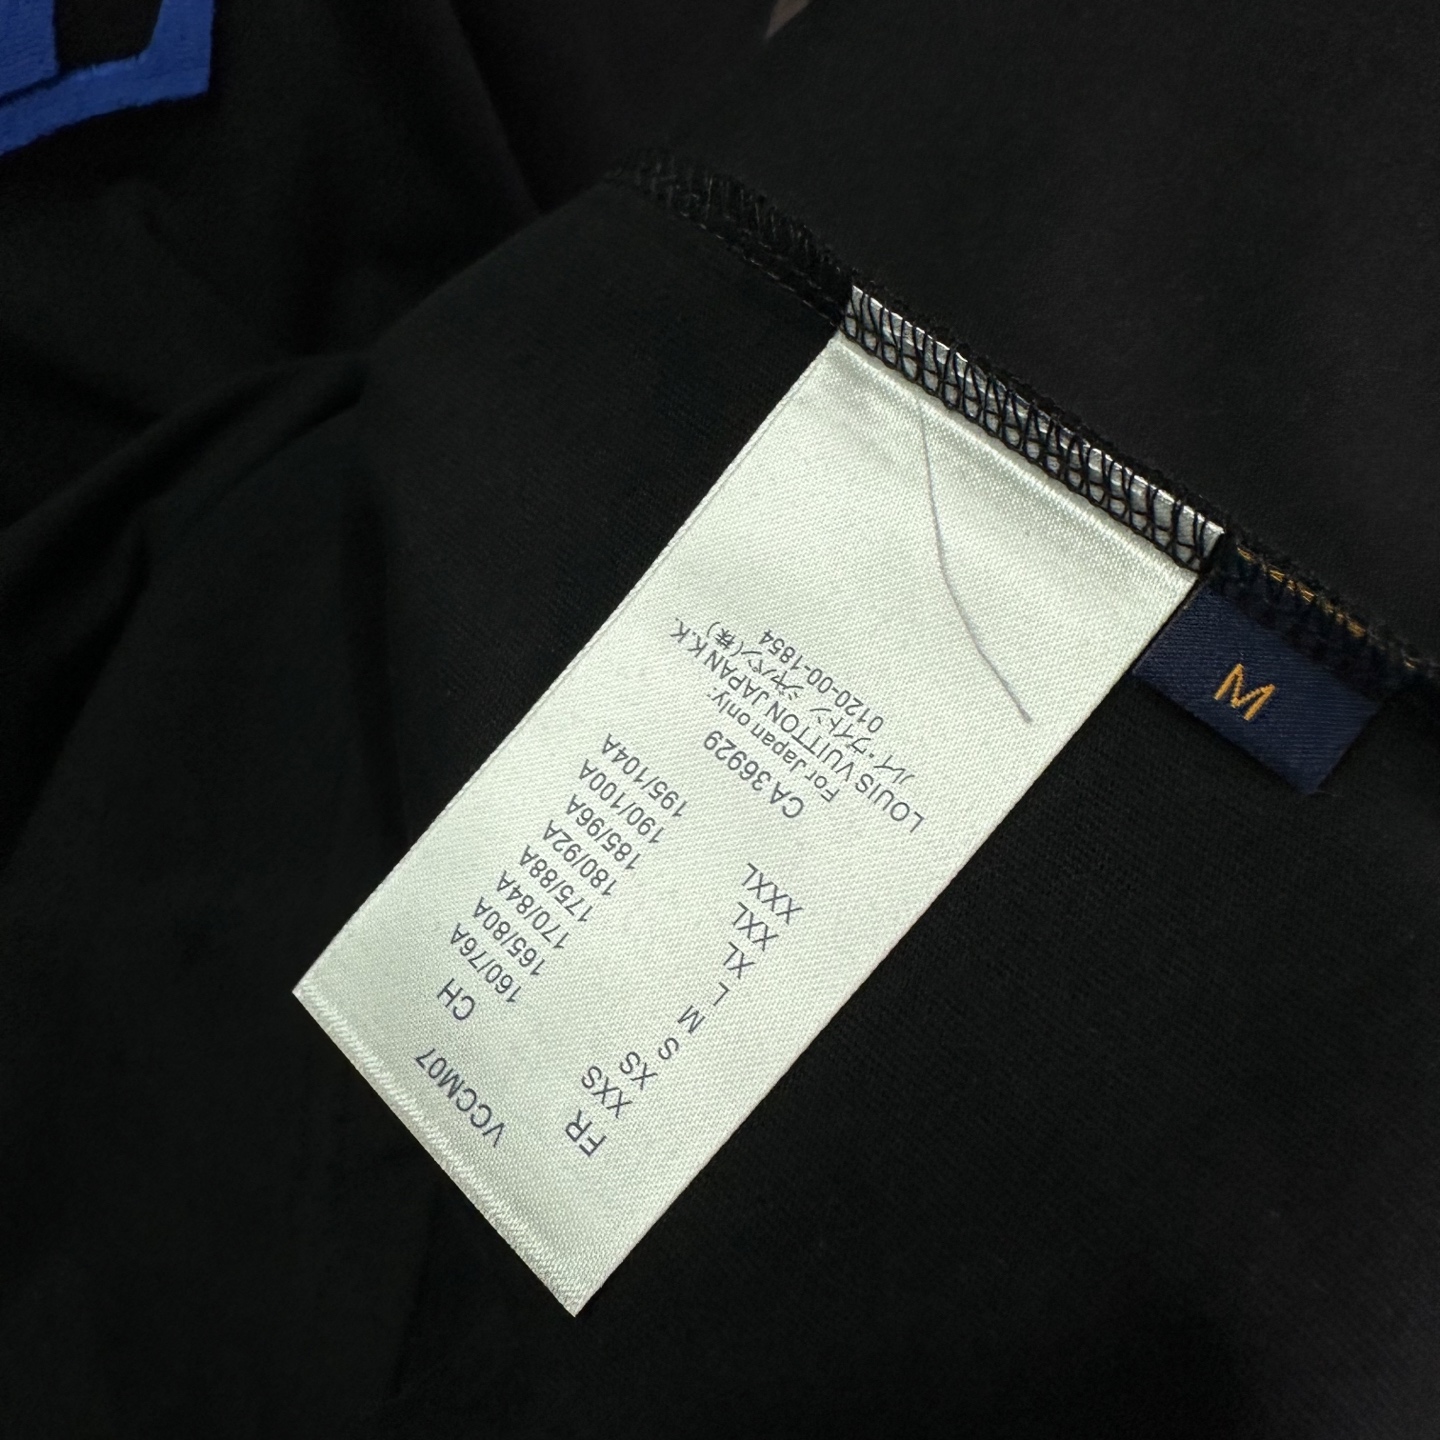 VCCM07
FR CH
XXS 160/76A
XS 165/80A
S 170/84A
M 175/88A
L 180/92A
XL 185/96A
XXL 190/100A
XXXL 195/104A
CA 36929
For Japan only:
LOUIS VUITTON JAPAN K.K.
ルイ・ヴィトン ジャパン(株)
0120-00-1854
M